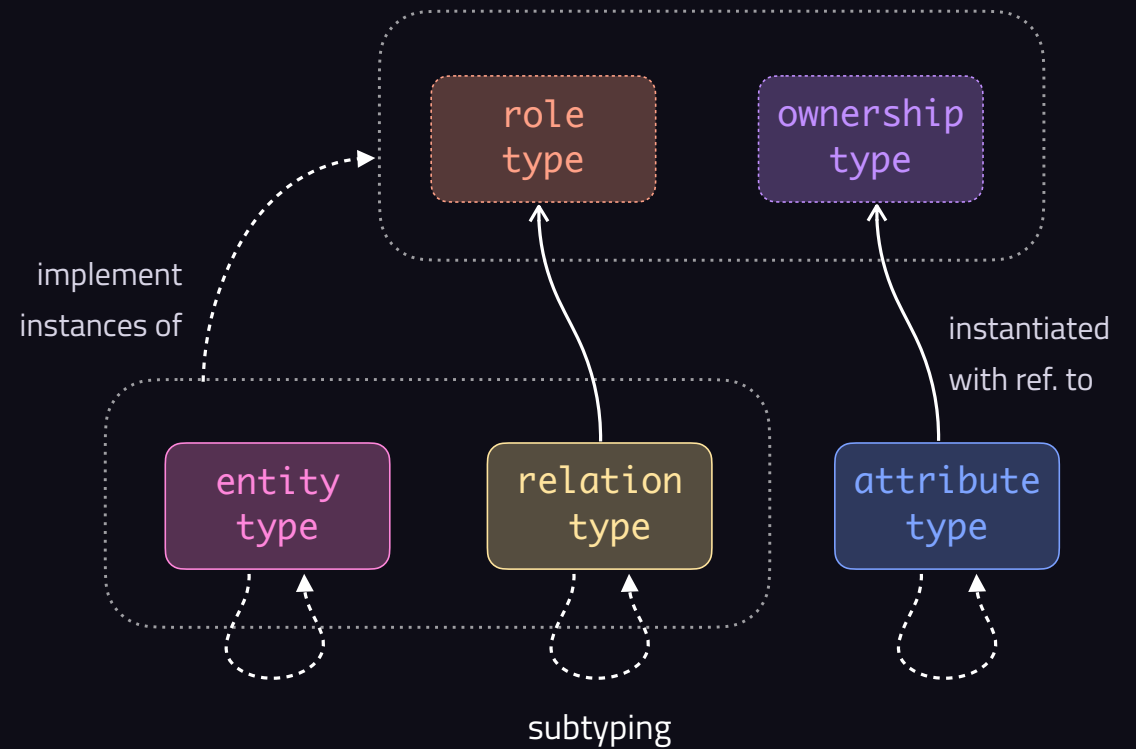 role
type
ownership
type
implement
instances of
instantiated
with ref. to
entity
type
relation
type
attribute
type
subtyping